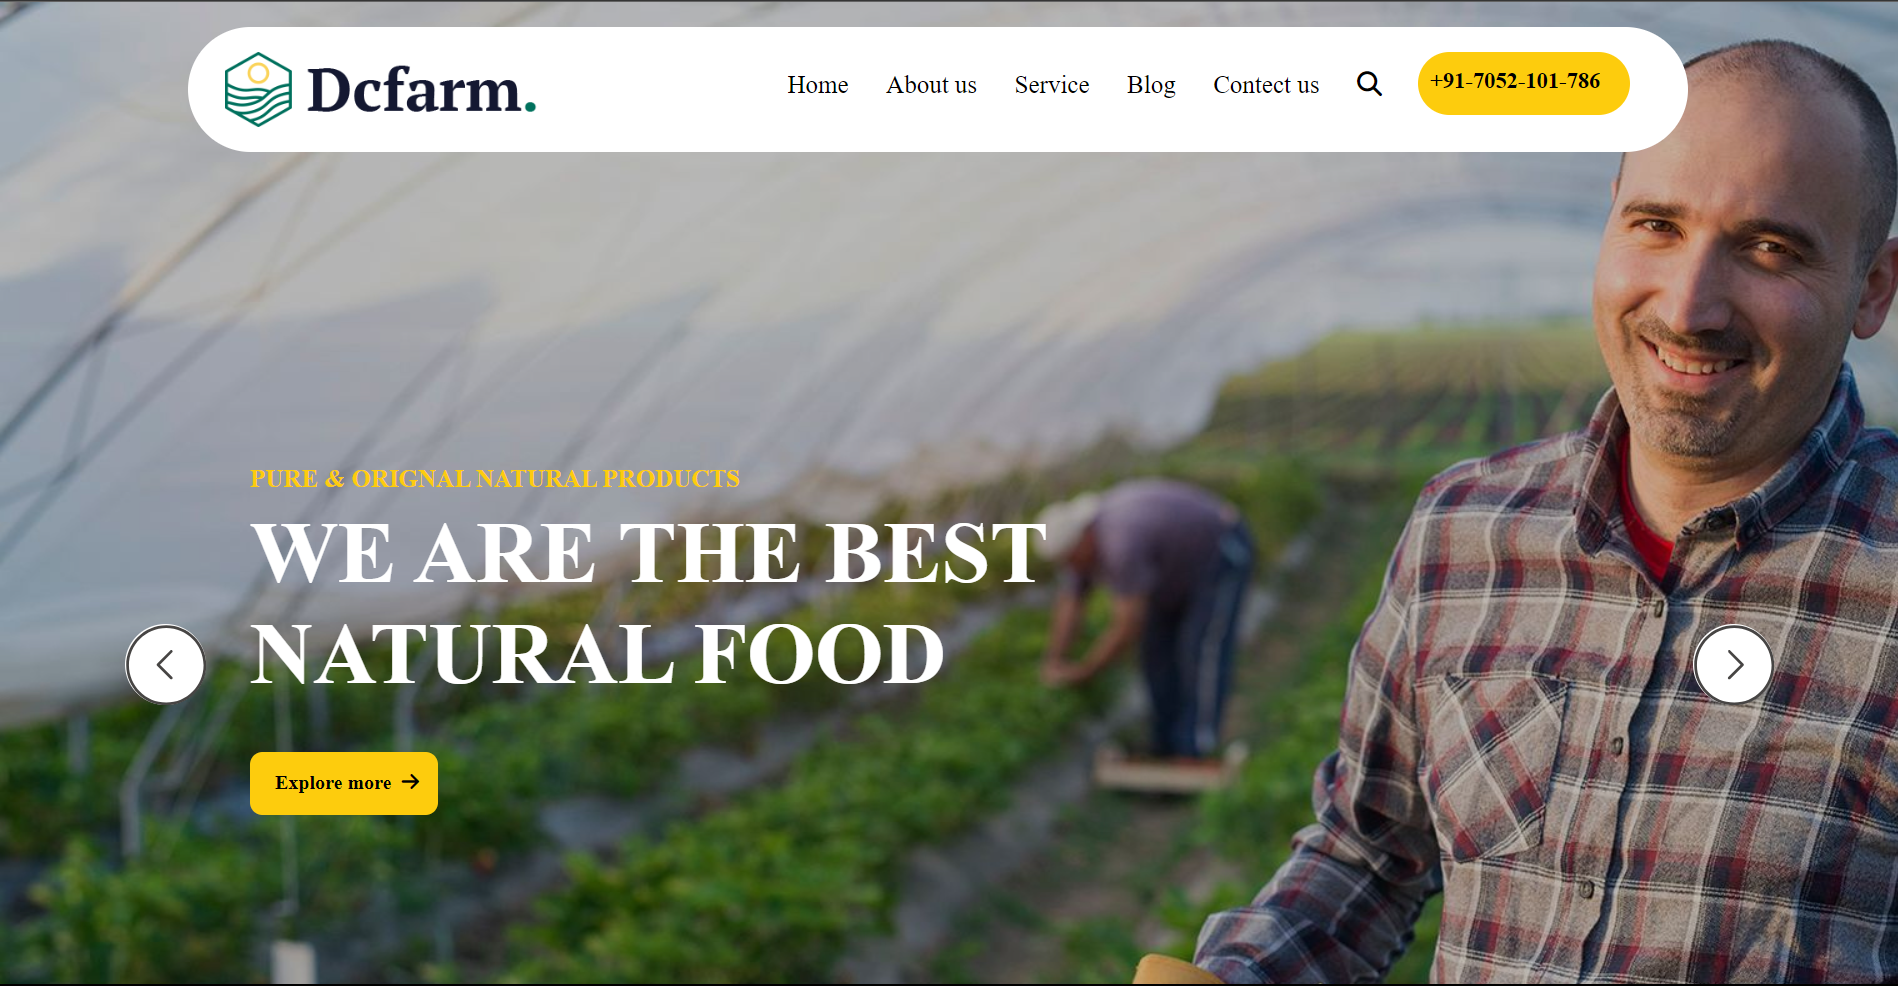 Dcfarm.
Home About us Service Blog Contect us +91-7052-101-786
PURE & ORIGNAL NATURAL PRODUCTS
WE ARE THE BEST
NATURAL FOOD
Explore more